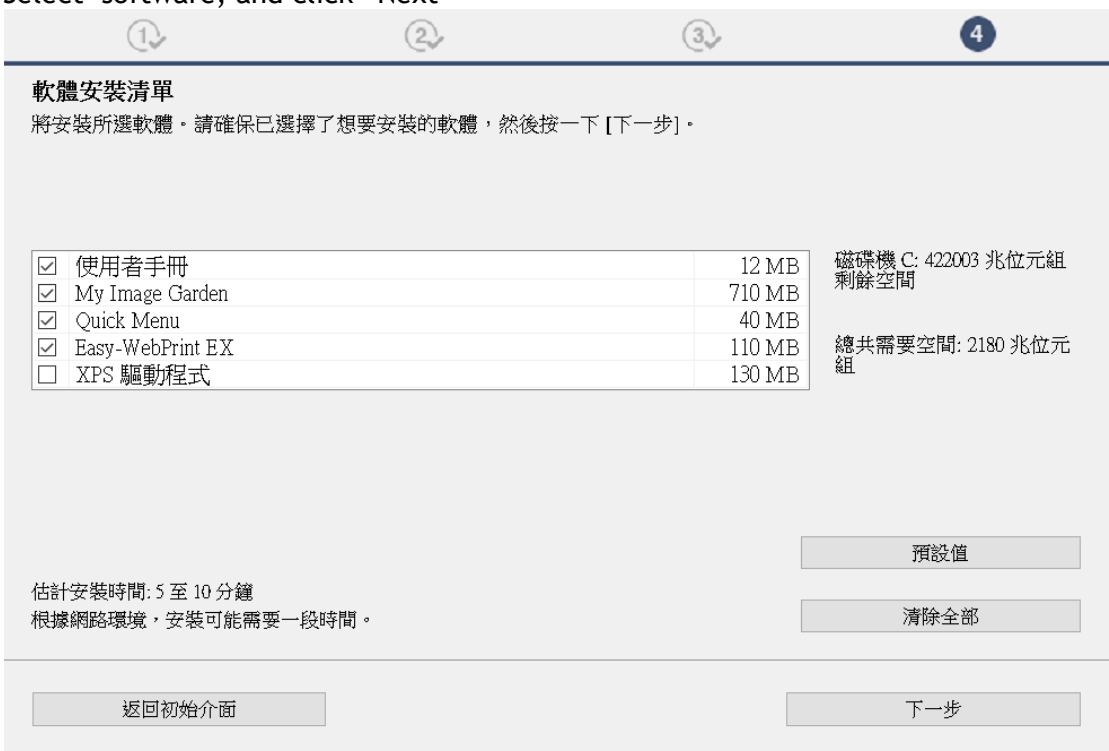 select software, and click Next
1 2 3 4
軟體安裝清單
將安裝所選軟體。請確保已選擇了想要安裝的軟體，然後按一下 [下一步]。
使用者手冊 12 MB
My Image Garden 710 MB
Quick Menu 40 MB
Easy-WebPrint EX 110 MB
XPS 驅動程式 130 MB
磁碟機 C: 422003 兆位元組
剩餘空間
總共需要空間: 2180 兆位元
組
預設值
估計安裝時間: 5 至 10 分鐘
根據網路環境，安裝可能需要一段時間。
清除全部
返回初始介面
下一步